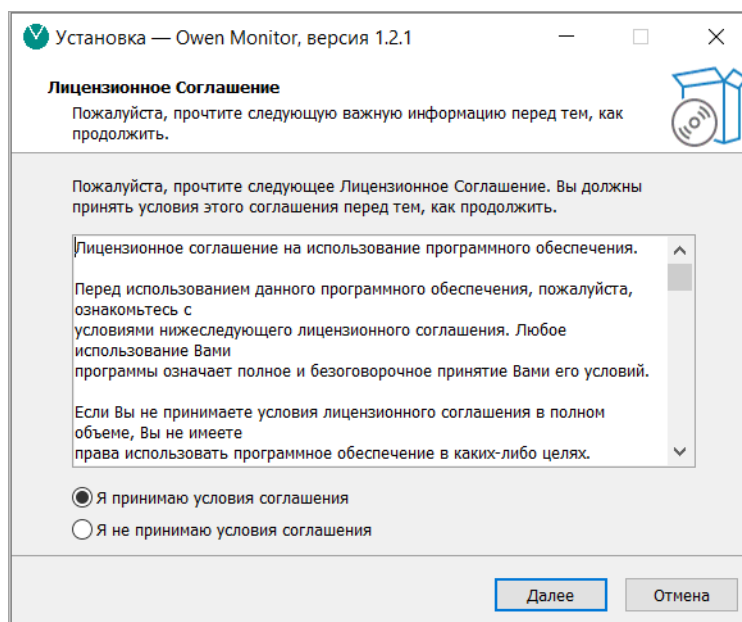 Установка — Owen Monitor, версия 1.2.1
Лицензионное Соглашение
Пожалуйста, прочтите следующую важную информацию перед тем, как
продолжить.
Пожалуйста, прочтите следующее Лицензионное Соглашение. Вы должны
принять условия этого соглашения перед тем, как продолжить.
Лицензионное соглашение на использование программного обеспечения.
Перед использованием данного программного обеспечения, пожалуйста,
ознакомьтесь с
условиями нижеследующего лицензионного соглашения. Любое
использование Вами
программы означает полное и безоговорочное принятие Вами его условий.
Если Вы не принимаете условия лицензионного соглашения в полном
объеме, Вы не имеете
права использовать программное обеспечение в каких-либо целях.
Я принимаю условия соглашения
Я не принимаю условия соглашения
Далее
Отмена